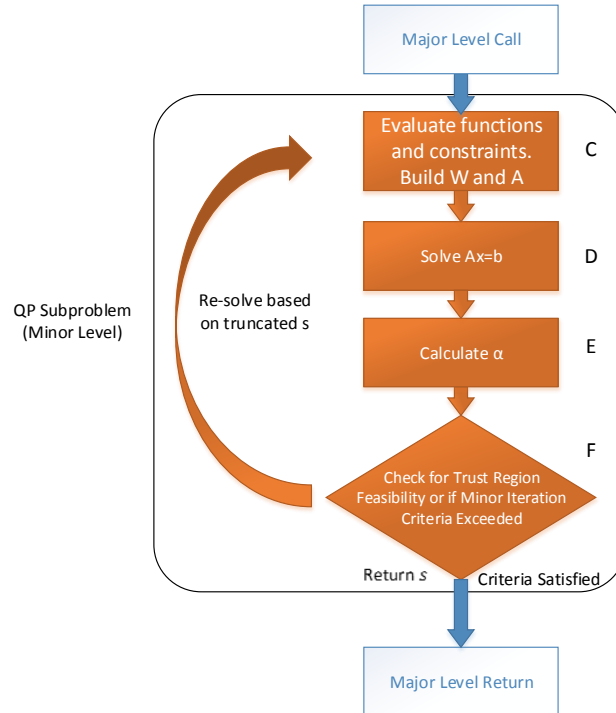 Major Level Call
Evaluate functions
and constraints.
Build W and A
C
Solve Ax=b
D
QP Subproblem
(Minor Level)
Re-solve based
on truncated s
Calculate α
E
F
Check for Trust Region
Feasibility or if Minor Iteration
Criteria Exceeded
Return s
Criteria Satisfied
Major Level Return